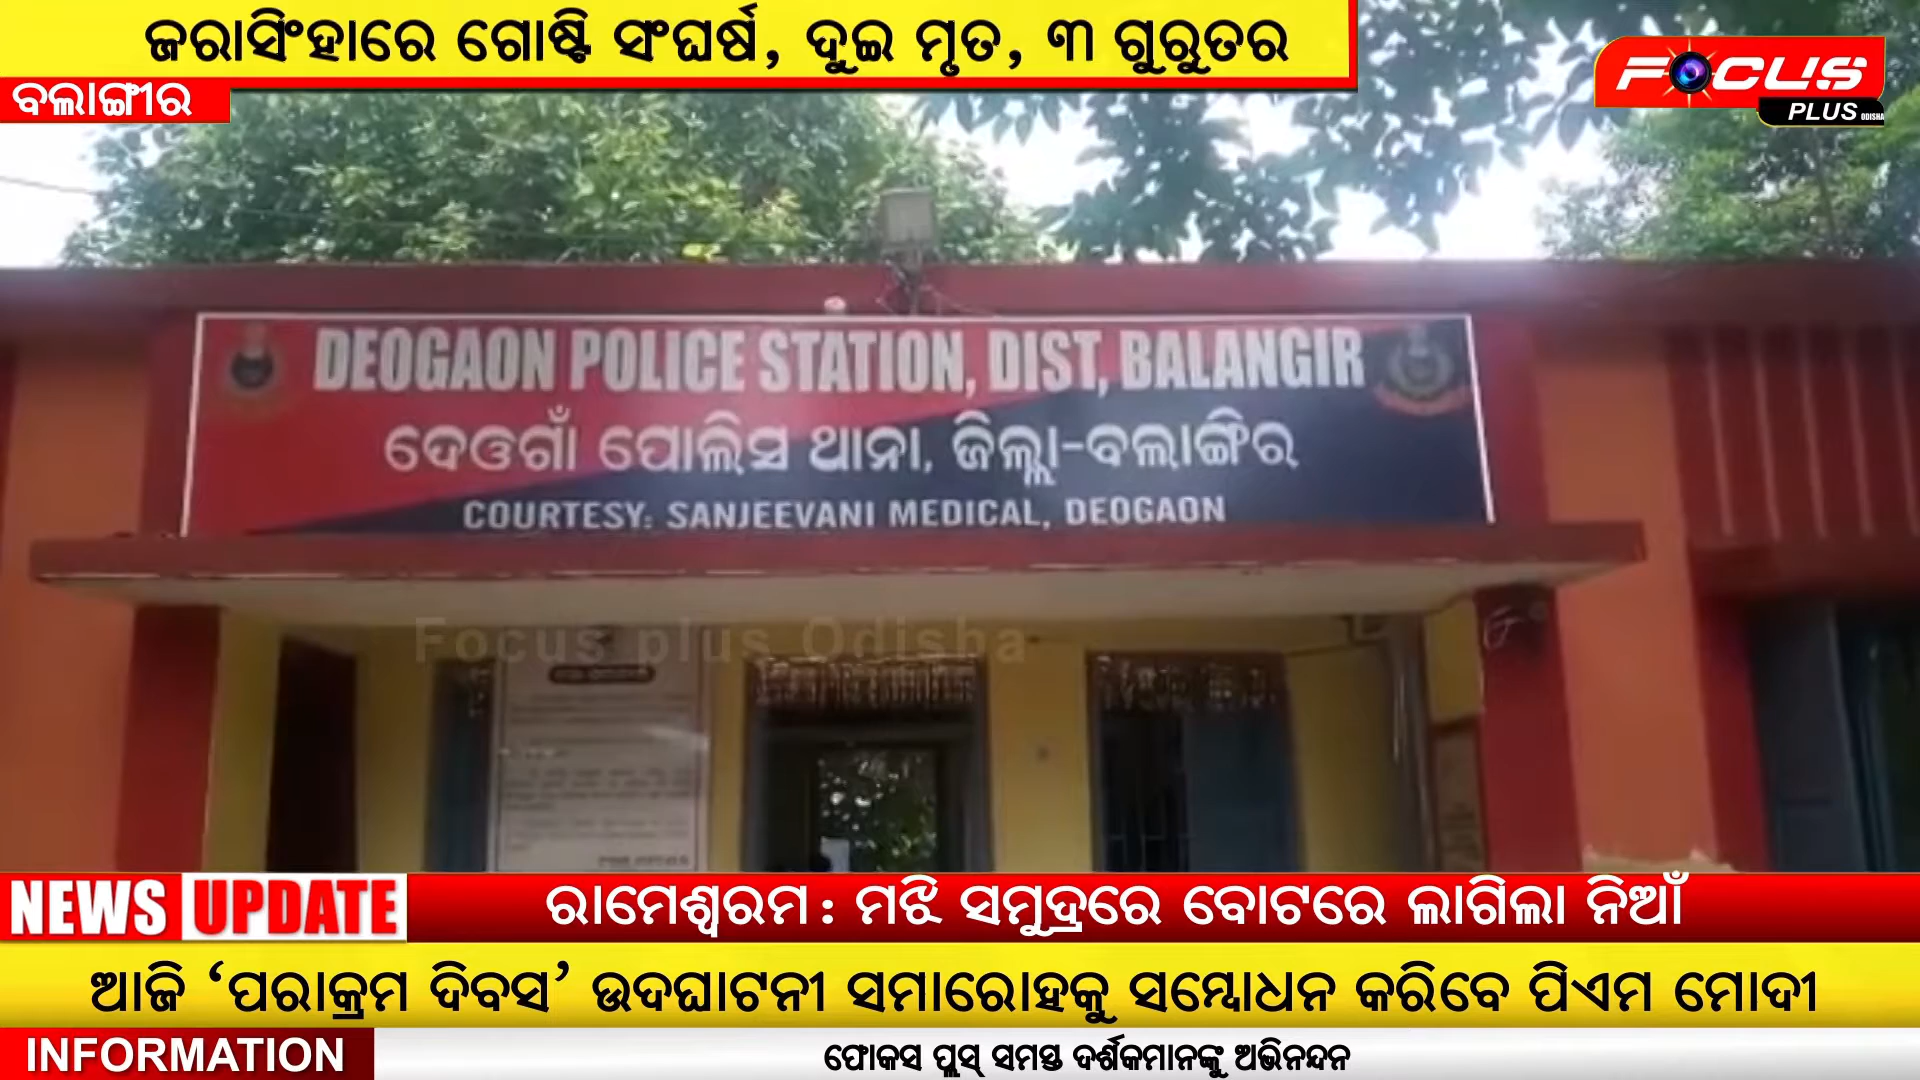 ଜରାସିଂହାରେ ଗୋଷ୍ଟି ସଂଘର୍ଷ, ଦୁଇ ମୃତ, ୩ ଗୁରୁତର
ବଲାଙ୍ଗୀର
FOCUS
PLUS ODISHA
DEOGAON POLICE STATION, DIST, BALANGIR
ଦେଓଗାଁ ପୋଲିସ ଥାନା, ଜିଲ୍ଲା-ବଲାଙ୍ଗିର
COURTESY: SANJEEVANI MEDICAL, DEOGAON
Focus plus Odisha
NEWS UPDATE
ରାମେଶ୍ୱରମ : ମଝି ସମୁଦ୍ରରେ ବୋଟରେ ଲାଗିଲା ନିଆଁ
ଆଜି ‘ପରାକ୍ରମ ଦିବସ’ ଉଦଘାଟନୀ ସମାରୋହକୁ ସମ୍ବୋଧନ କରିବେ ପିଏମ ମୋଦୀ
INFORMATION
ଫୋକସ ପ୍ଲସ୍ ସମସ୍ତ ଦର୍ଶକମାନଙ୍କୁ ଅଭିନନ୍ଦନ